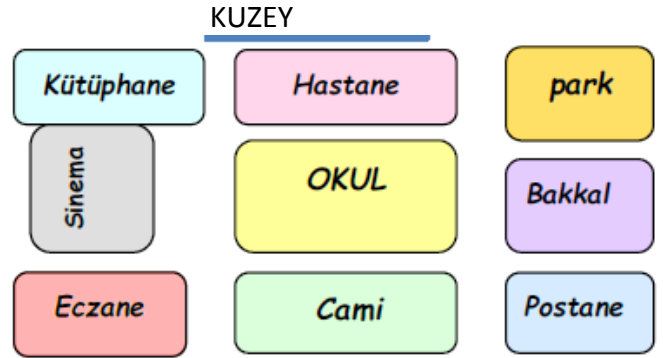 KUZEY
Kütüphane
Hastane
park
Sinema
OKUL
Bakkal
Eczane
Cami
Postane